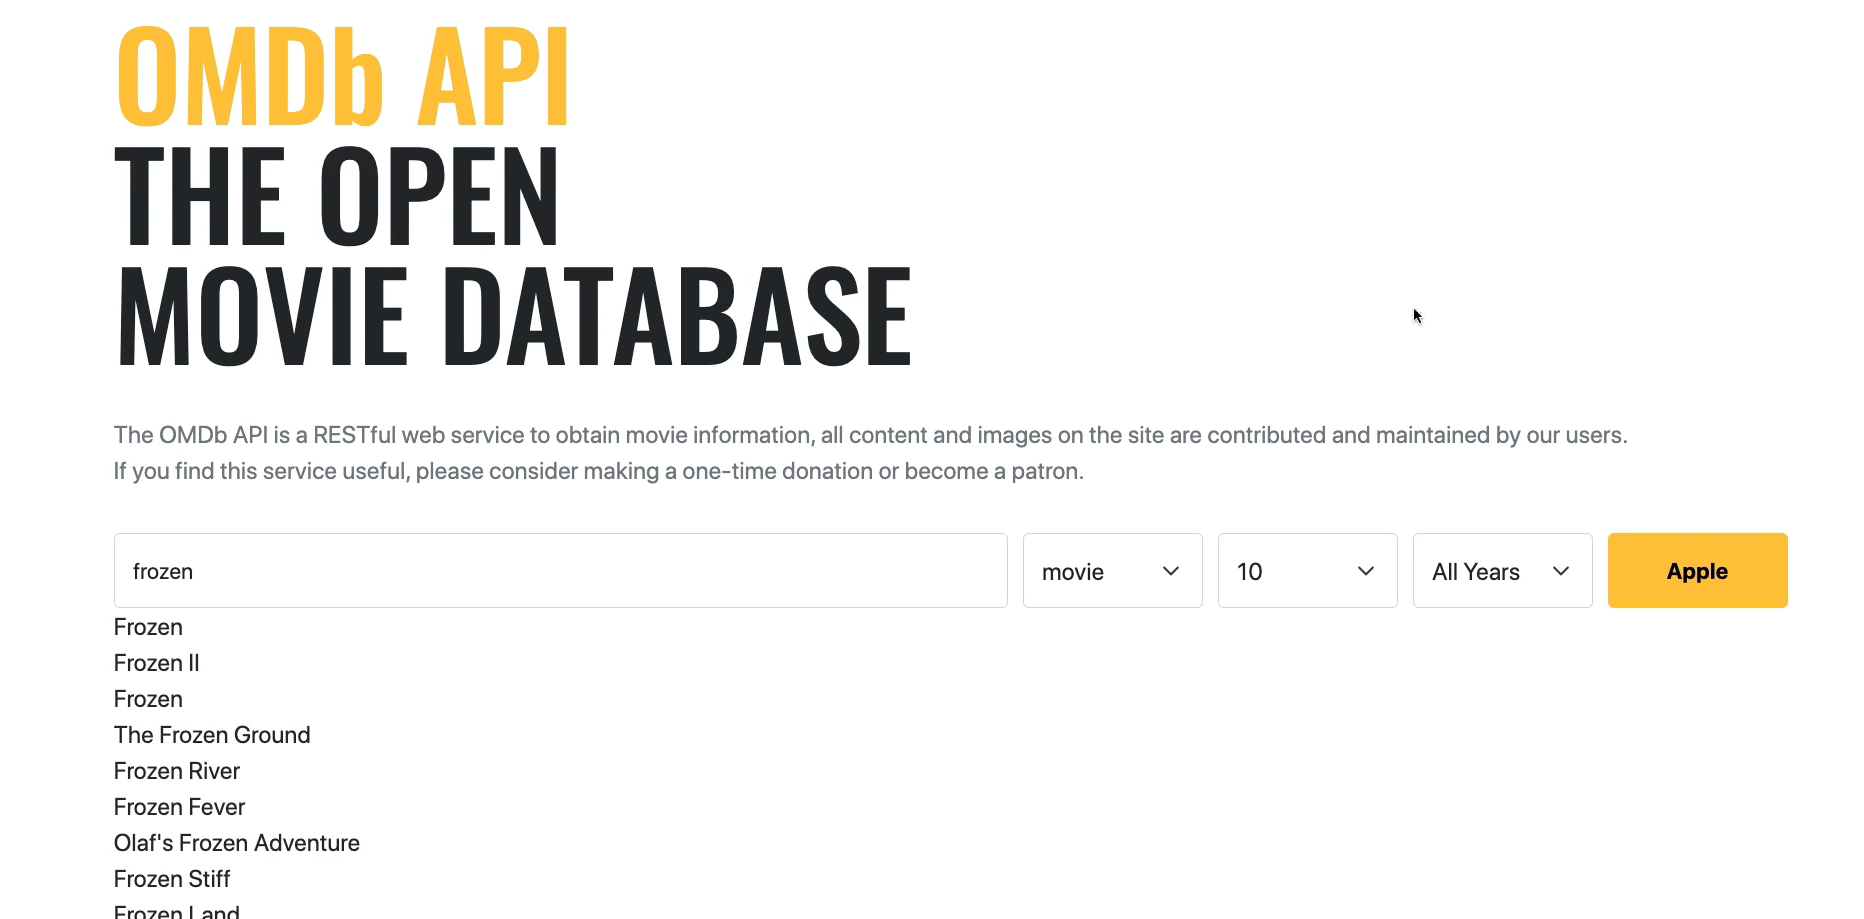 OMDb API
THE OPEN
MOVIE DATABASE
The OMDb API is a RESTful web service to obtain movie information, all content and images on the site are contributed and maintained by our users.
If you find this service useful, please consider making a one-time donation or become a patron.
frozen movie 10 All Years Apple
Frozen
Frozen II
Frozen
The Frozen Ground
Frozen River
Frozen Fever
Olaf's Frozen Adventure
Frozen Stiff
Frozen Land